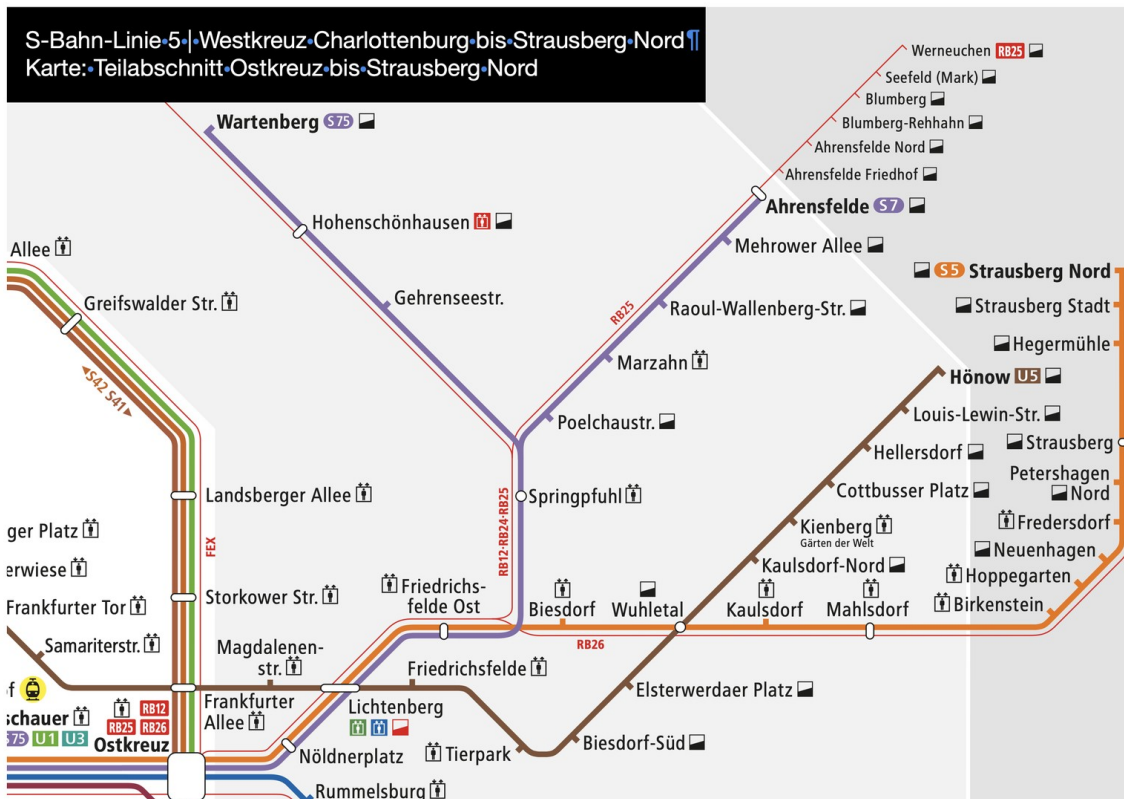 S-Bahn-Linie·5·|·Westkreuz·Charlottenburg·bis·Strausberg·Nord¶
Karte:·Teilabschnitt·Ostkreuz·bis·Strausberg·Nord
Werneuchen RB25
Seefeld (Mark)
Blumberg
Blumberg-Rehhahn
Ahrensfelde Nord
Ahrensfelde Friedhof
Wartenberg S75
Ahrensfelde S7
Hohenschönhausen
Mehrower Allee
Allee
S5 Strausberg Nord
Greifswalder Str.
Gehrenseestr.
RB25
Raoul-Wallenberg-Str.
Strausberg Stadt
Hegermühle
Marzahn
S42 S41
Hönow U5
Poelchaustr.
Louis-Lewin-Str.
Hellersdorf
Strausberg
Petershagen
Nord
Landsberger Allee
Springpfuhl
Cottbusser Platz
RB12·RB24·RB25
ger Platz
Kienberg
Gärten der Welt
Fredersdorf
FEX
Neuenhagen
erwiese
Kaulsdorf-Nord
Hoppegarten
Storkower Str.
Friedrichs-
felde Ost
Biesdorf
Wuhletal
Kaulsdorf
Mahlsdorf
Birkenstein
Frankfurter Tor
RB26
Samariterstr.
Magdalenen-
str.
Friedrichsfelde
Elsterwerdaer Platz
f
Frankfurter
Allee
Lichtenberg
schauer
75 U1 U3
RB12
RB25 RB26
Ostkreuz
Nöldnerplatz
Tierpark
Biesdorf-Süd
Rummelsburg